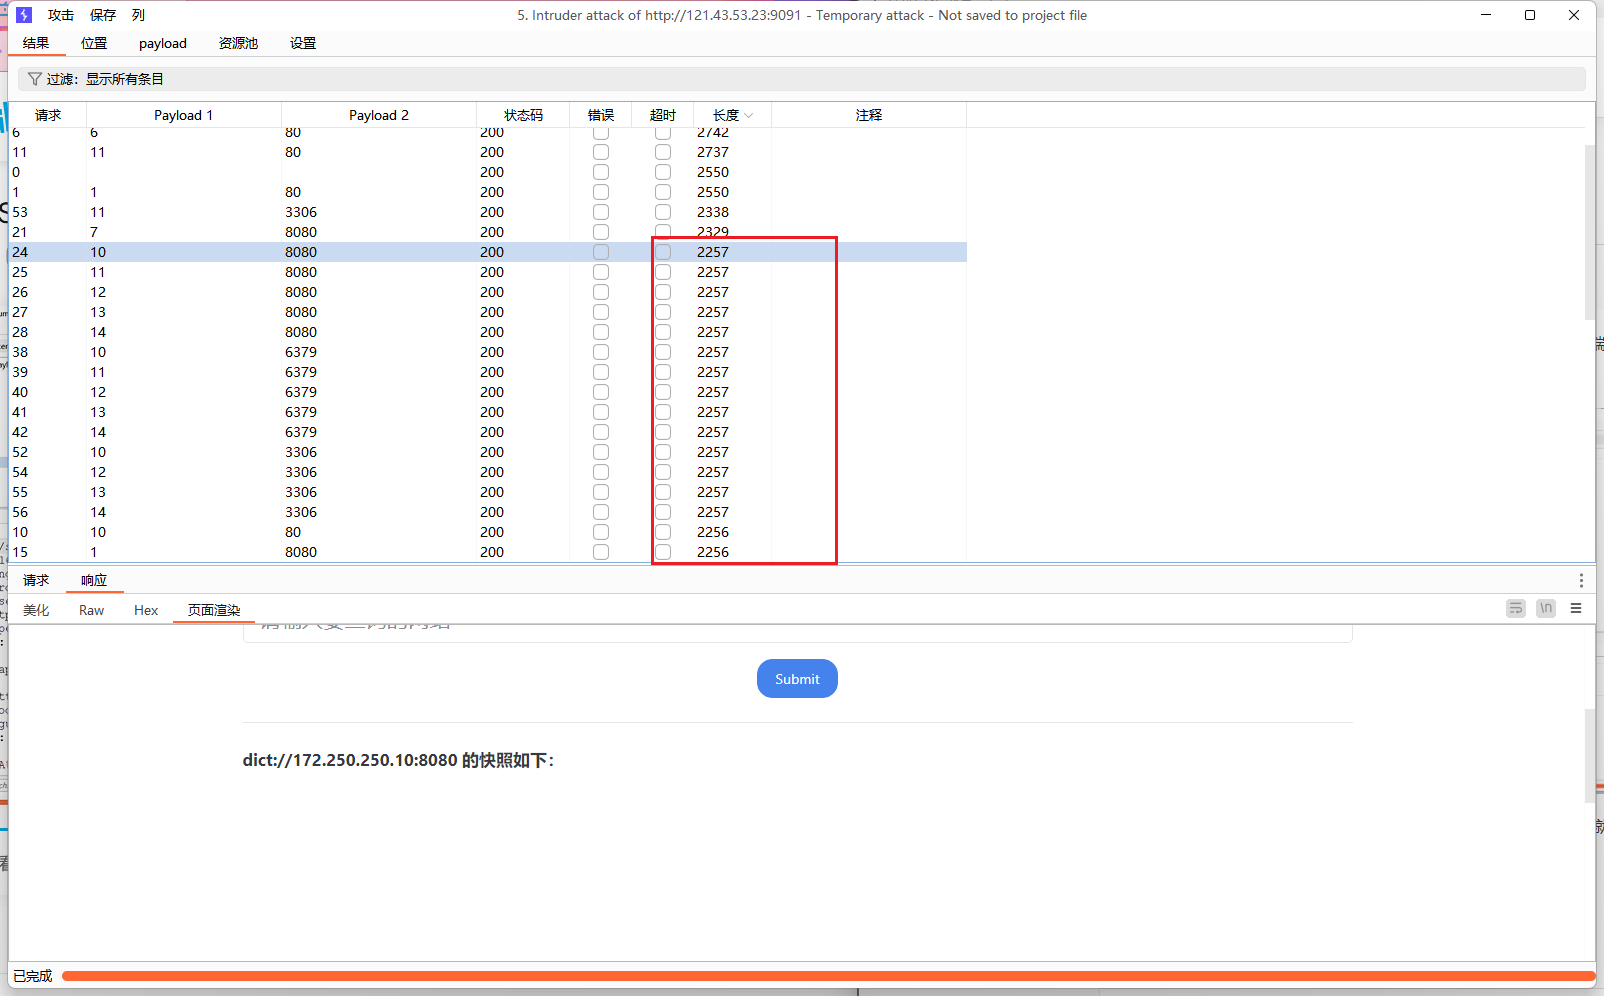 攻击 保存 列 5. Intruder attack of http://121.43.53.23:9091 - Temporary attack - Not saved to project file
结果 位置 payload 资源池 设置
过滤：显示所有条目
请求 Payload 1 Payload 2 状态码 错误 超时 长度 注释
6 6 80 200 2742
11 11 80 200 2737
0 200 2550
1 1 80 200 2550
53 11 3306 200 2338
21 7 8080 200 2329
24 10 8080 200 2257
25 11 8080 200 2257
26 12 8080 200 2257
27 13 8080 200 2257
28 14 8080 200 2257
38 10 6379 200 2257
39 11 6379 200 2257
40 12 6379 200 2257
41 13 6379 200 2257
42 14 6379 200 2257
52 10 3306 200 2257
54 12 3306 200 2257
55 13 3306 200 2257
56 14 3306 200 2257
10 10 80 200 2256
15 1 8080 200 2256
请求 响应
美化 Raw Hex 页面渲染 \n
Submit
dict://172.250.250.10:8080 的快照如下：
已完成